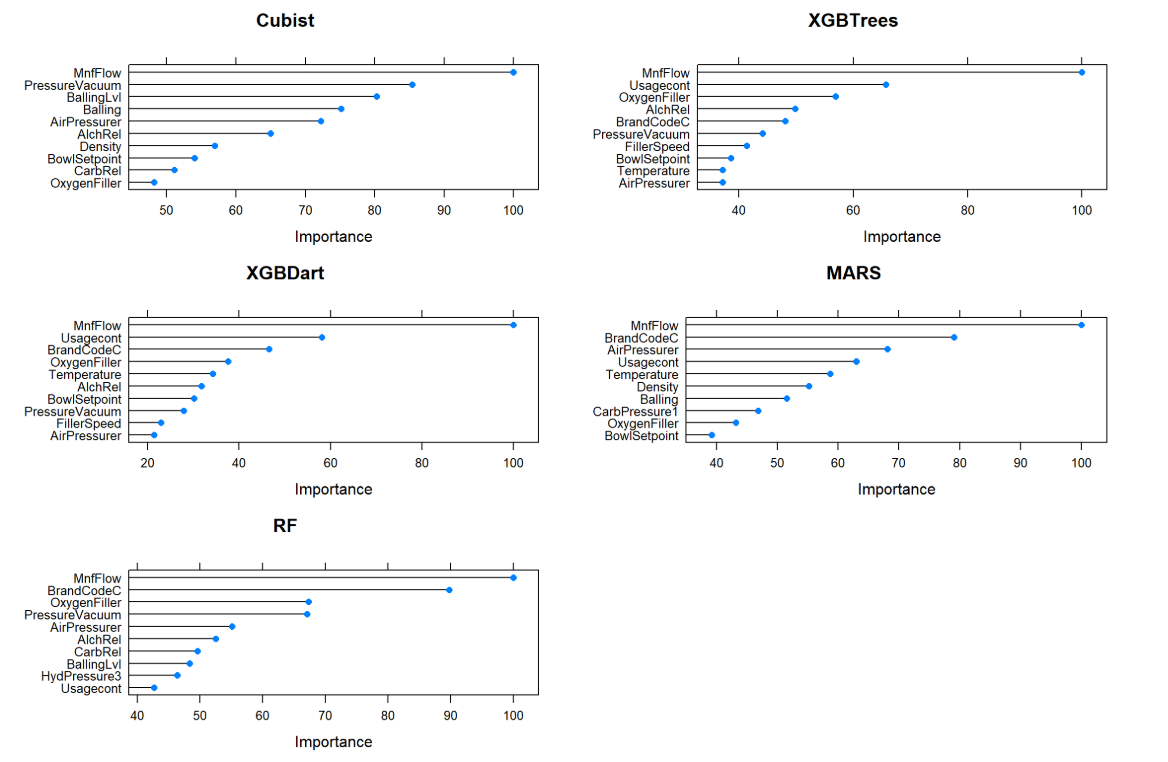 Cubist
MnfFlow
PressureVacuum
BallingLvl
Balling
AirPressurer
AlchRel
Density
BowlSetpoint
CarbRel
OxygenFiller
50 60 70 80 90 100
Importance
XGBTrees
MnfFlow
Usagecont
OxygenFiller
AlchRel
BrandCodeC
PressureVacuum
FillerSpeed
BowlSetpoint
Temperature
AirPressurer
40 60 80 100
Importance
XGBDart
MnfFlow
Usagecont
BrandCodeC
OxygenFiller
Temperature
AlchRel
BowlSetpoint
PressureVacuum
FillerSpeed
AirPressurer
20 40 60 80 100
Importance
MARS
MnfFlow
BrandCodeC
AirPressurer
Usagecont
Temperature
Density
Balling
CarbPressure1
OxygenFiller
BowlSetpoint
40 50 60 70 80 90 100
Importance
RF
MnfFlow
BrandCodeC
OxygenFiller
PressureVacuum
AirPressurer
AlchRel
CarbRel
BallingLvl
HydPressure3
Usagecont
40 50 60 70 80 90 100
Importance